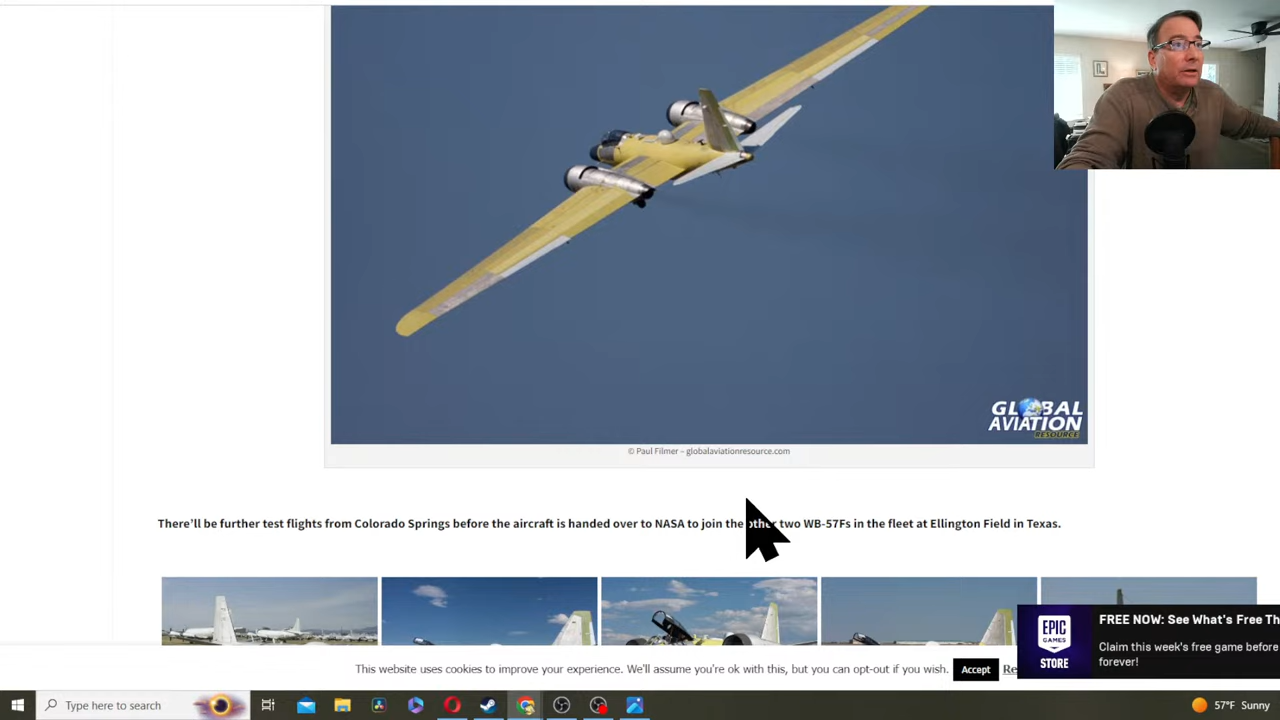 GLOBAL
AVIATION
RESOURCE
© Paul Filmer – globalaviationresource.com
There'll be further test flights from Colorado Springs before the aircraft is handed over to NASA to join the other two WB-57Fs in the fleet at Ellington Field in Texas.
EPIC
GAMES
STORE
FREE NOW: See What's Free Th
Claim this week's free game before
forever!
This website uses cookies to improve your experience. We'll assume you're ok with this, but you can opt-out if you wish. Accept Re
Type here to search
57°F Sunny